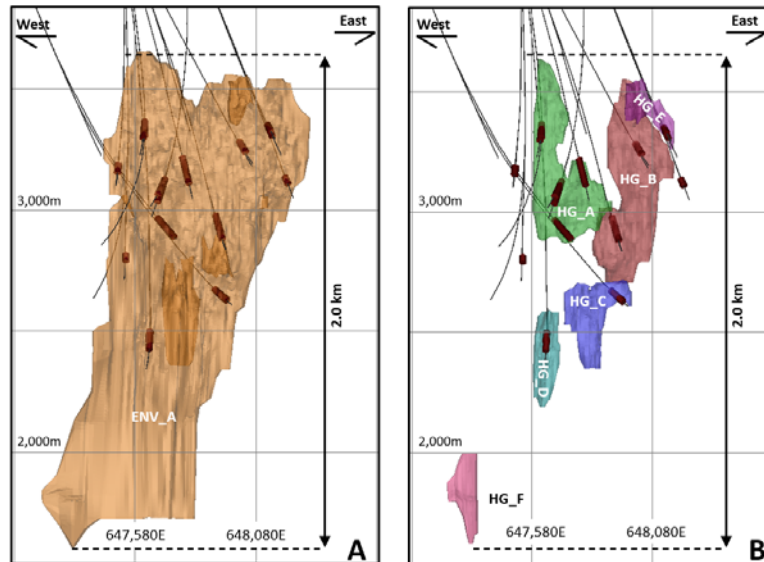 West
East
3,000m
2.0 km
ENV_A
2,000m
647,580E
648,080E
A
West
East
HG_E
HG_B
3,000m
HG_A
HG_C
2.0 km
HG_D
2,000m
HG_F
647,580E
648,080E
B